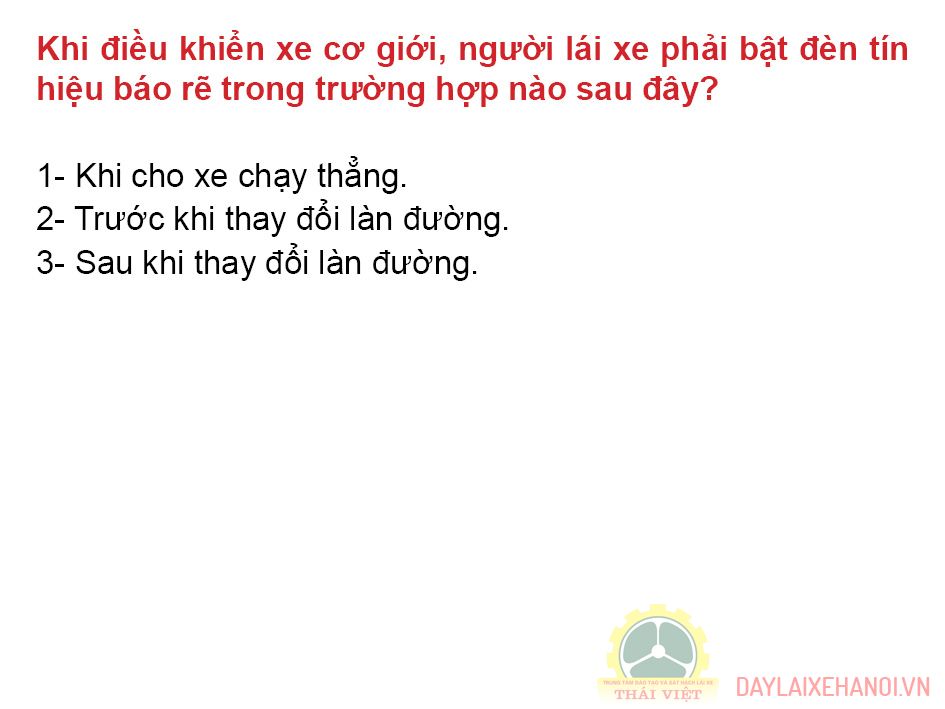 Khi điều khiển xe cơ giới, người lái xe phải bật đèn tín
hiệu báo rẽ trong trường hợp nào sau đây?
1- Khi cho xe chạy thẳng.
2- Trước khi thay đổi làn đường.
3- Sau khi thay đổi làn đường.
TRUNG TÂM ĐÀO TẠO VÀ SÁT HẠCH LÁI XE
THÁI VIỆT
DAYLAIXEHANOI.VN